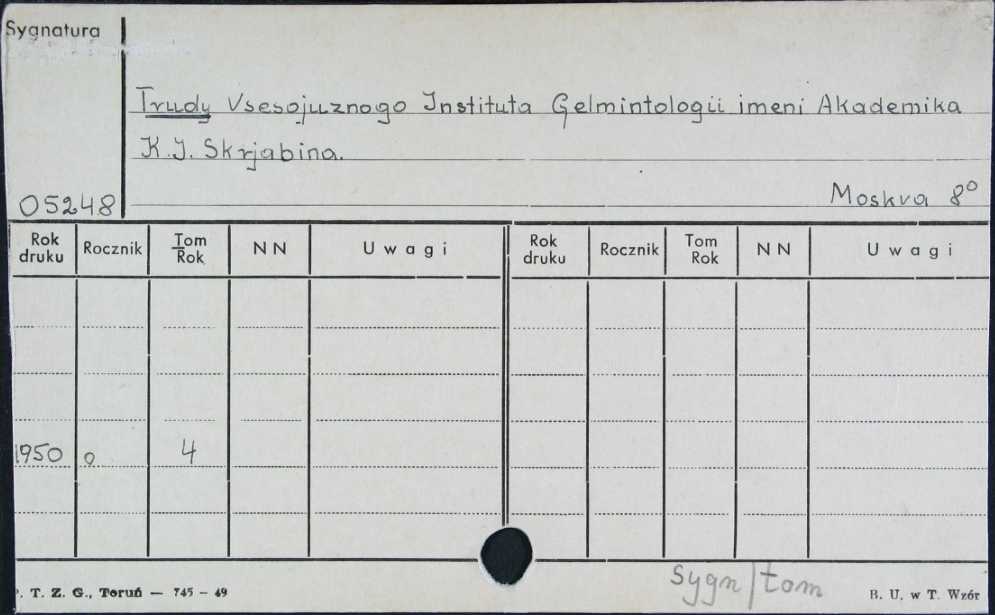 Sygnatura
Trudy Vsesojuznogo Instituta Gelmintologii imeni Akademika
K.I. Skrjabina.
05248
Moskva 8°
Rok druku Rocznik Tom Rok NN Uwagi Rok druku Rocznik Tom Rok NN Uwagi
1950 o 4
sygn/tom
. T. Z. G., Toruń — 745 – 49
B. U. w T. Wzór